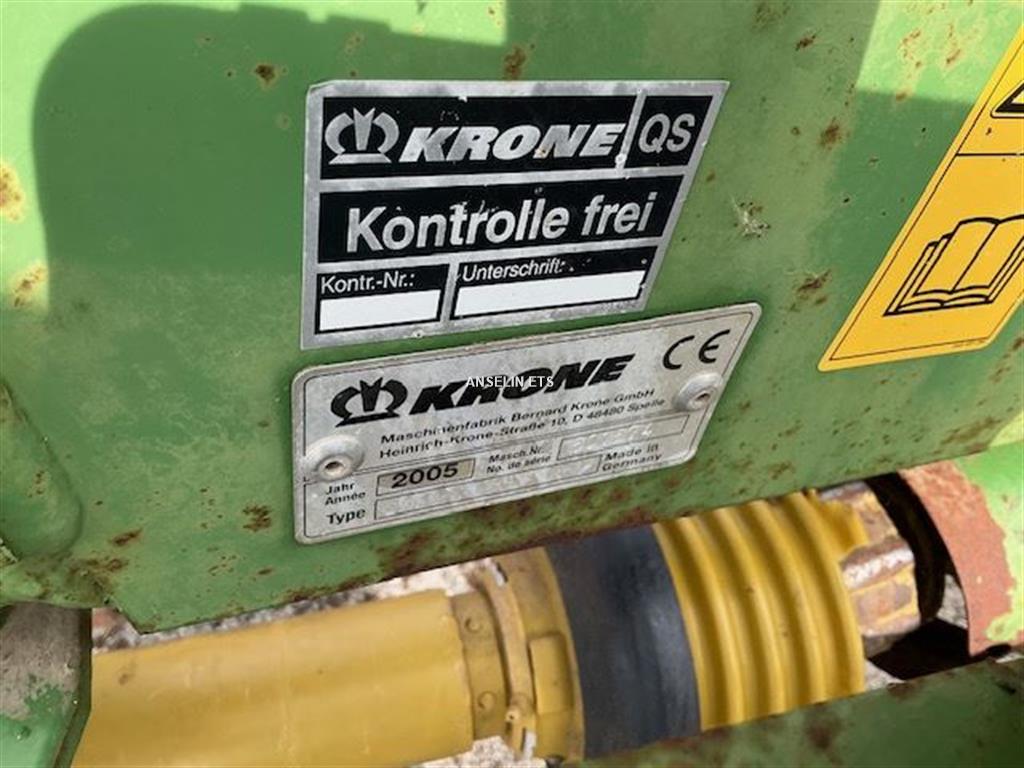 KRONE QS
Kontrolle frei
Kontr.-Nr.: Unterschrift:
KRONE CE
ANSELIN ETS
Maschinenfabrik Bernard Krone GmbH
Heinrich-Krone-Straße 10, D 48480 Spelle
Jahr
Année 2005
Masch.Nr.
No. de série
Made in
Germany
Type